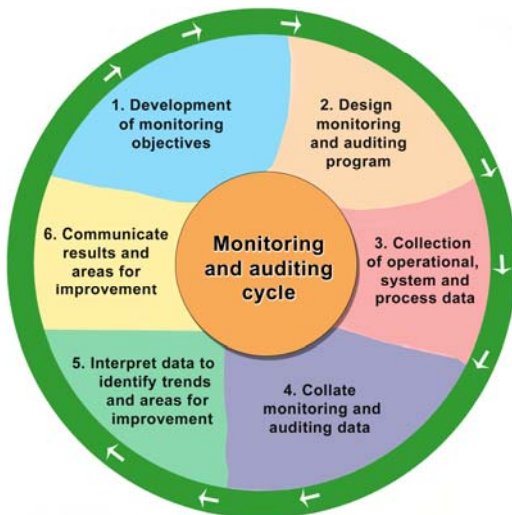 1. Development
of monitoring
objectives
2. Design
monitoring
and auditing
program
3. Collection
of operational,
system and
process data
4. Collate
monitoring and
auditing data
5. Interpret data to
identify trends
and areas for
improvement
6. Communicate
results and
areas for
improvement
Monitoring
and auditing
cycle